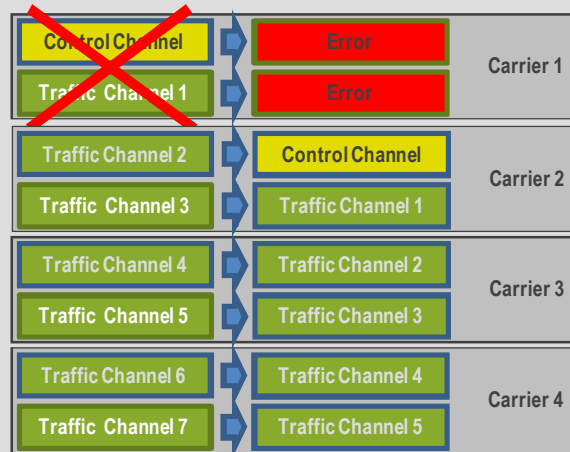 Control Channel
Error
Traffic Channel 1
Error
Carrier 1
Traffic Channel 2
Control Channel
Traffic Channel 3
Traffic Channel 1
Carrier 2
Traffic Channel 4
Traffic Channel 2
Traffic Channel 5
Traffic Channel 3
Carrier 3
Traffic Channel 6
Traffic Channel 4
Traffic Channel 7
Traffic Channel 5
Carrier 4